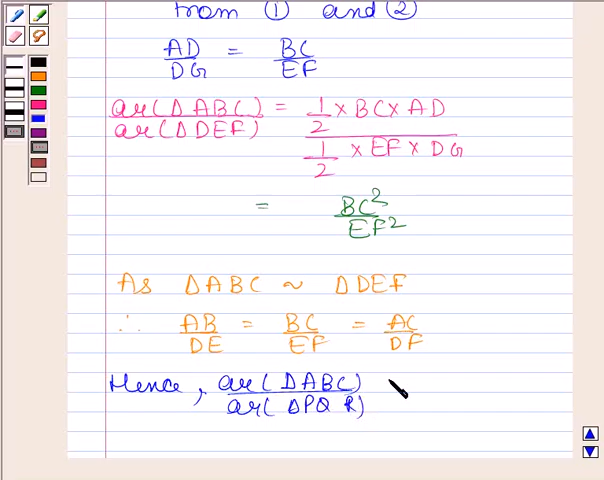 from ① and ②
AD/DG = BC/EF
ar(ΔABC)/ar(ΔDEF) = (1/2 × BC × AD)/(1/2 × EF × DG)
= BC²/EF²
As ΔABC ~ ΔDEF
∴ AB/DE = BC/EF = AC/DF
Hence, ar(ΔABC)/ar(ΔPQR)